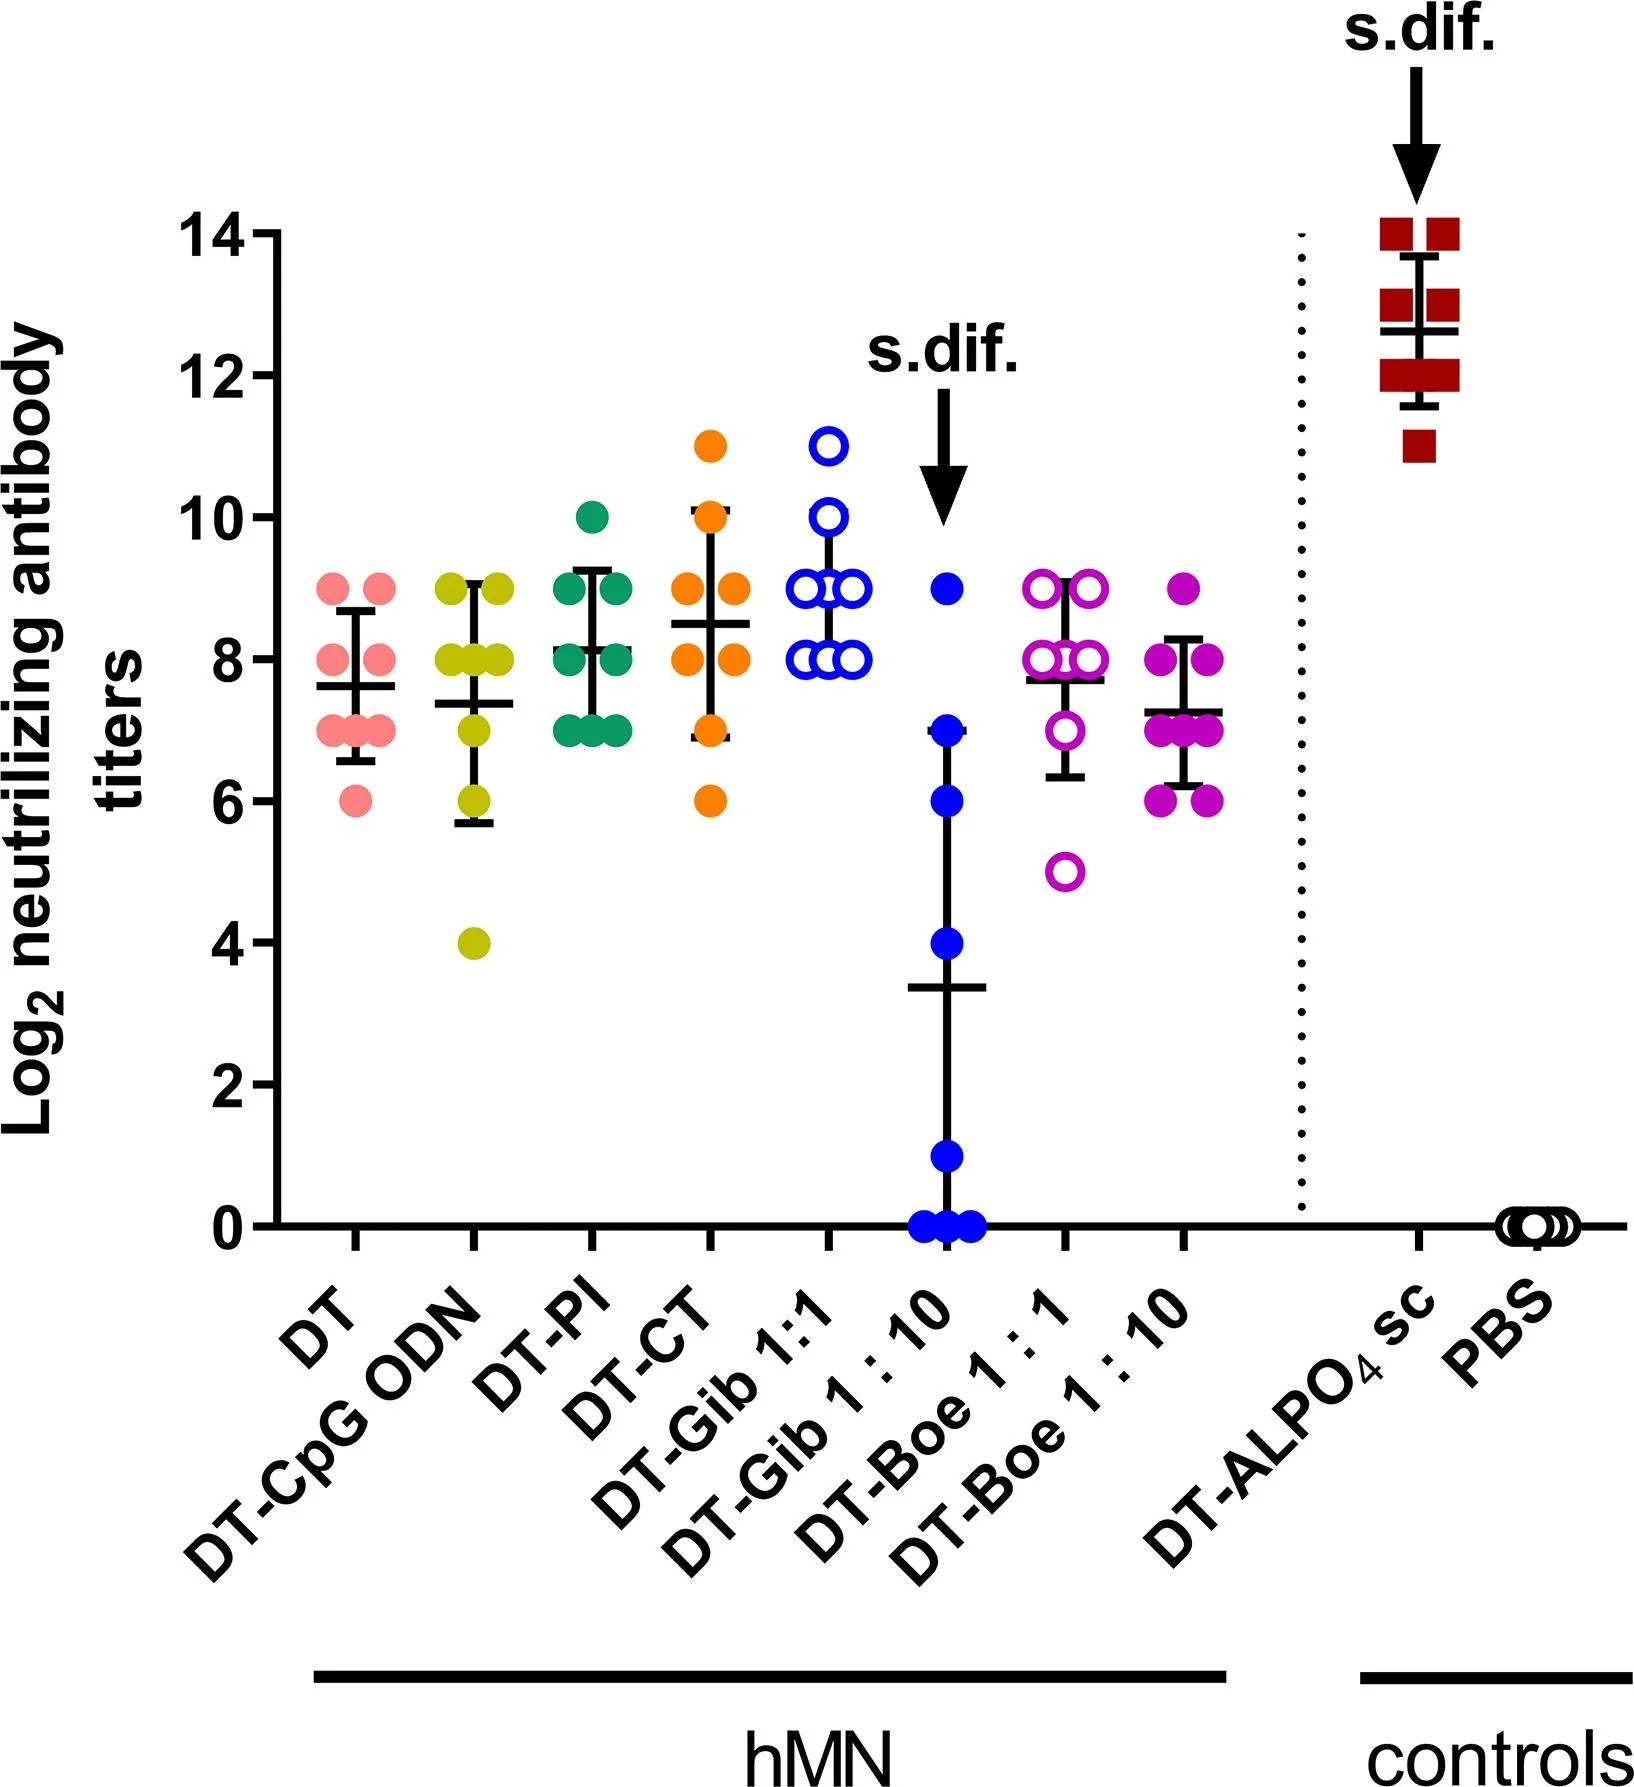 s.dif.
s.dif.
Log₂ neutrilizing antibody
titers
14
12
10
8
6
4
2
0
DT
DT-CpG ODN
DT-PI
DT-CT
DT-Gib 1:1
DT-Gib 1 : 10
DT-Boe 1 : 1
DT-Boe 1 : 10
DT-ALPO₄ sc
PBS
hMN
controls